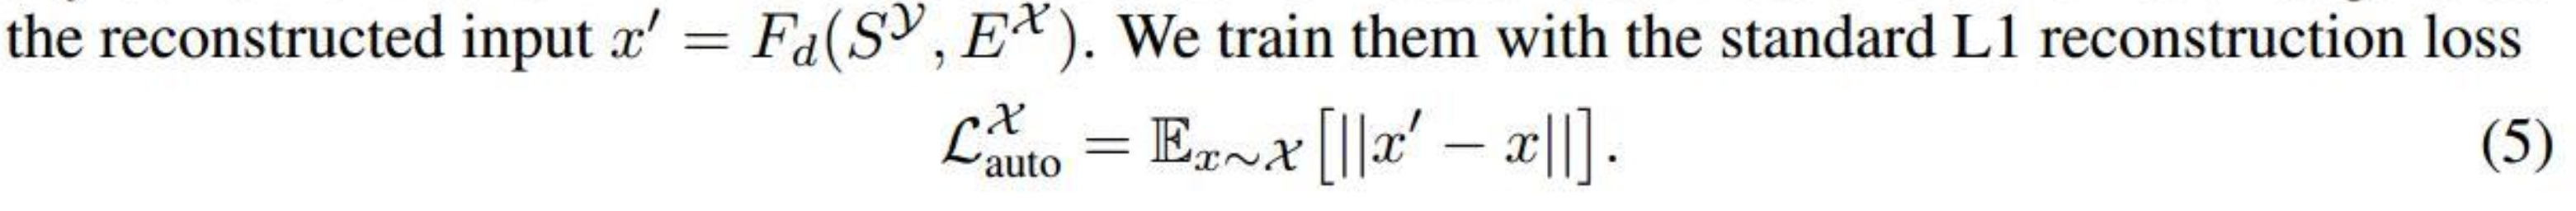 the reconstructed input x′ = F_d(S^𝒴, E^𝒳). We train them with the standard L1 reconstruction loss
ℒ^𝒳_auto = 𝔼_{x∼𝒳}[||x′ − x||]. (5)